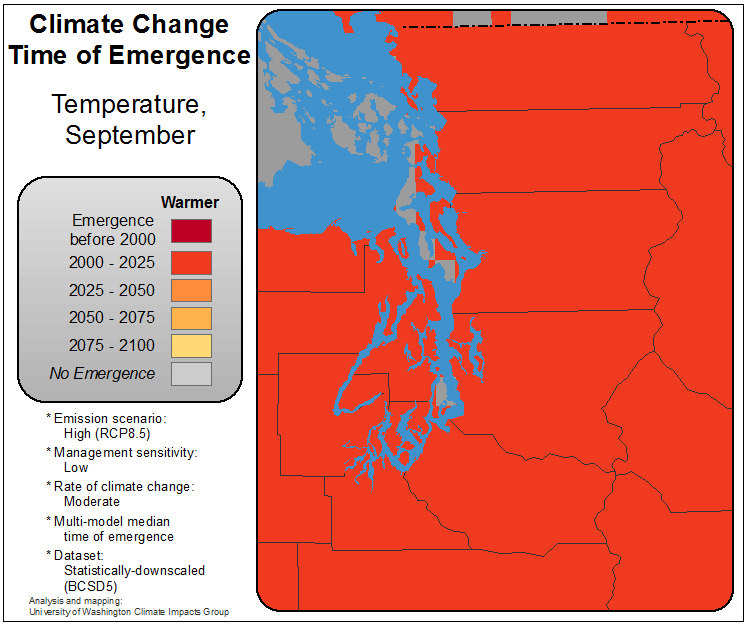 Climate Change
Time of Emergence
Temperature,
September
Warmer
Emergence
before 2000
2000 - 2025
2025 - 2050
2050 - 2075
2075 - 2100
No Emergence
* Emission scenario:
High (RCP8.5)
* Management sensitivity:
Low
* Rate of climate change:
Moderate
* Multi-model median
time of emergence
* Dataset:
Statistically-downscaled
(BCSD5)
Analysis and mapping:
University of Washington Climate Impacts Group